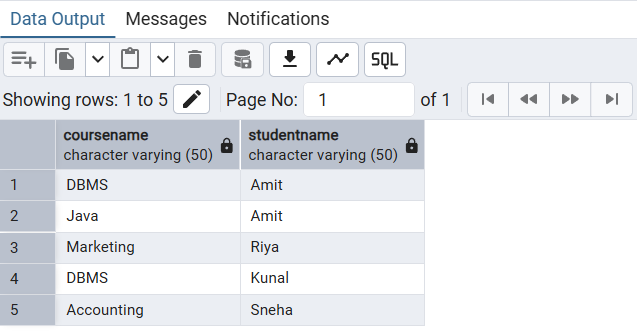 Data Output Messages Notifications
SQL
Showing rows: 1 to 5 Page No: 1 of 1
coursename studentname
character varying (50) character varying (50)
1 DBMS Amit
2 Java Amit
3 Marketing Riya
4 DBMS Kunal
5 Accounting Sneha